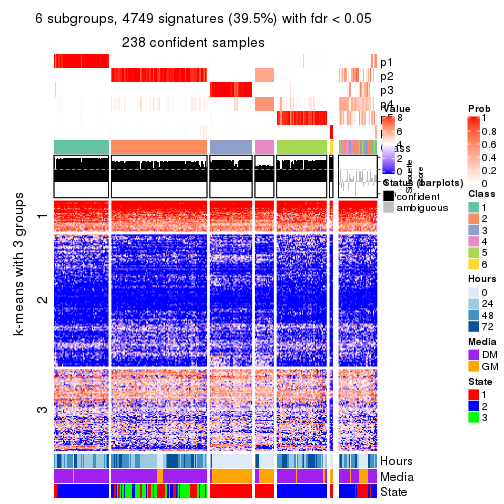 6 subgroups, 4749 signatures (39.5%) with fdr < 0.05
238 confident samples
p1
p2
p3
p4
Value
8
6
4
2
0
Silhouette
score
Status (barplots)
confident
ambiguous
k-means with 3 groups
1
2
3
Hours
Media
State
Prob
1
0.8
0.6
0.4
0.2
0
Class
1
2
3
4
5
6
Hours
0
24
48
72
Media
DM
GM
State
1
2
3